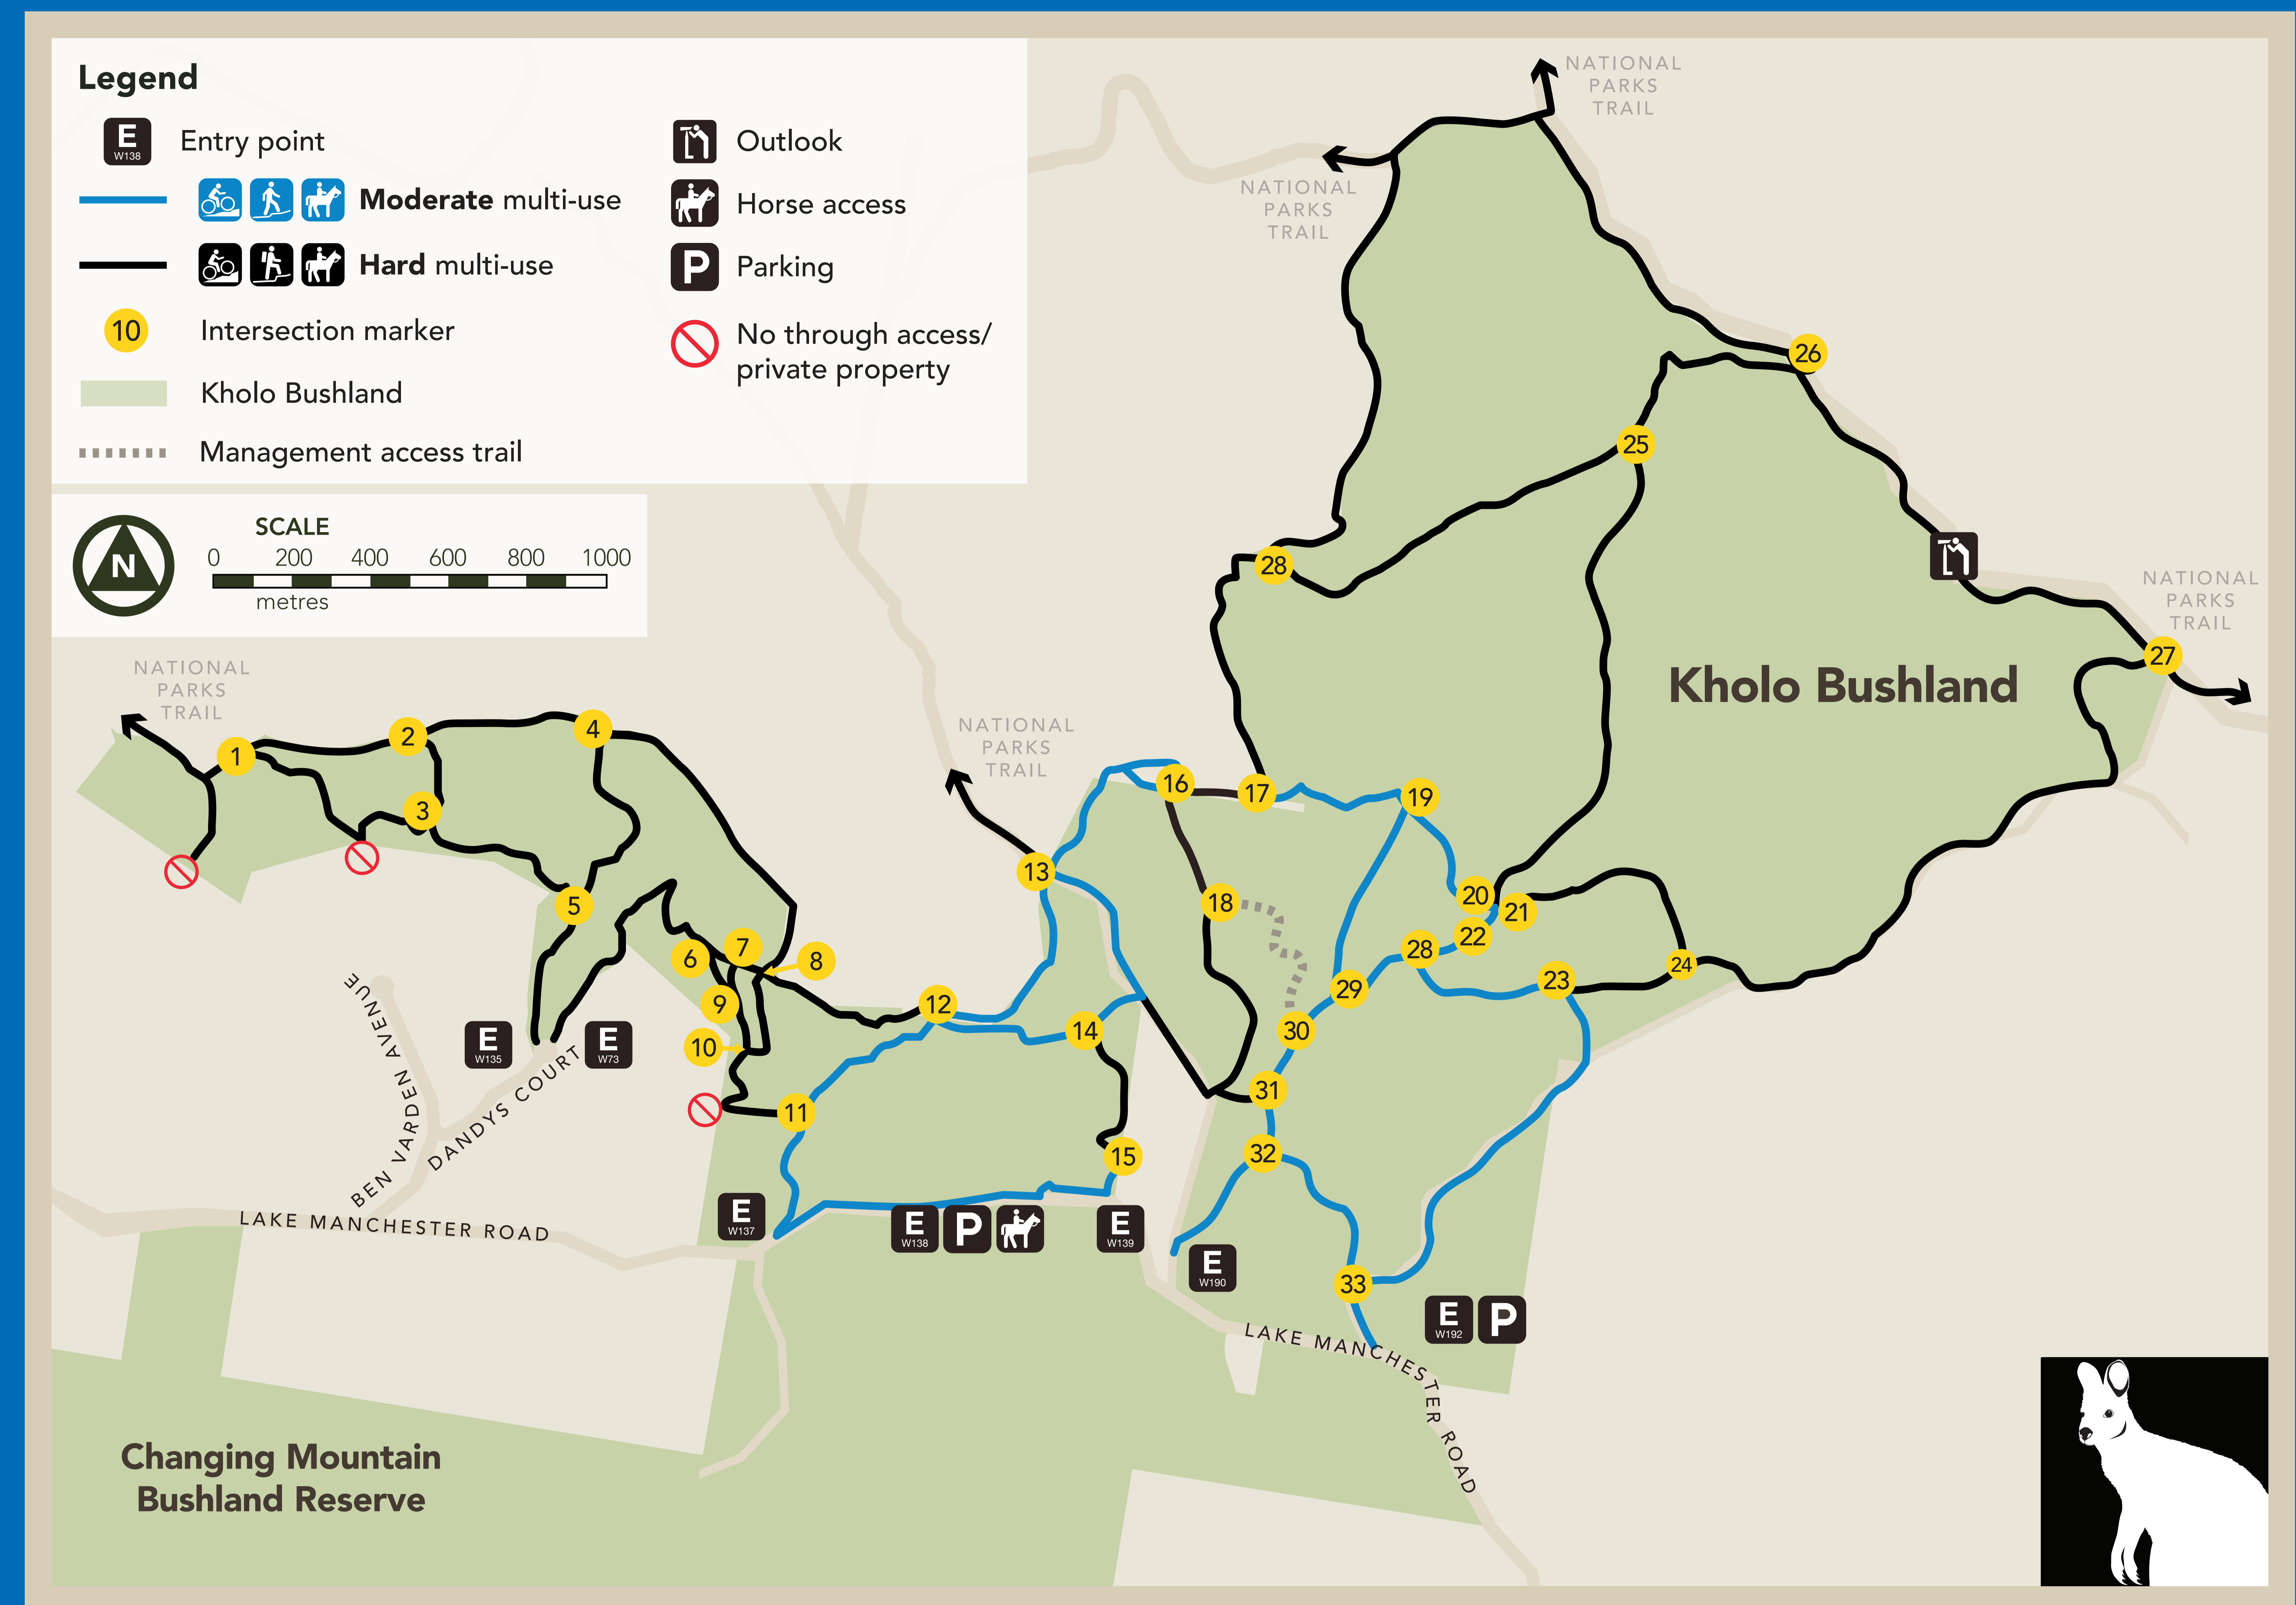 Legend
E
W138
Entry point
Moderate multi-use
Hard multi-use
10
Intersection marker
Kholo Bushland
Management access trail
Outlook
Horse access
P
Parking
No through access/
private property
N
SCALE
0 200 400 600 800 1000
metres
NATIONAL
PARKS
TRAIL
NATIONAL
PARKS
TRAIL
26
25
28
NATIONAL
PARKS
TRAIL
27
Kholo Bushland
NATIONAL
PARKS
TRAIL
1
2
3
4
5
NATIONAL
PARKS
TRAIL
13
16
17
18
19
20
21
22
28
29
23
24
6
7
8
9
10
11
12
14
15
30
31
32
33
E
W135
E
W73
BEN VARDEN AVENUE
DANDYS COURT
LAKE MANCHESTER ROAD
E
W137
E
W138
P
E
W139
E
W190
E
W192
P
LAKE MANCHESTER ROAD
Changing Mountain
Bushland Reserve